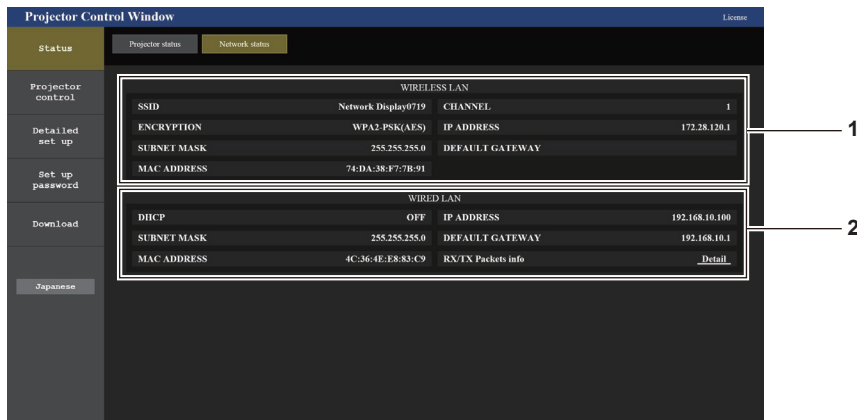 Projector Control Window License
Status
Projector status Network status
Projector
control
Detailed
set up
Set up
password
Download
Japanese
WIRELESS LAN
SSID Network Display0719 CHANNEL 1
ENCRYPTION WPA2-PSK(AES) IP ADDRESS 172.28.120.1
SUBNET MASK 255.255.255.0 DEFAULT GATEWAY
MAC ADDRESS 74:DA:38:F7:7B:91
1
WIRED LAN
DHCP OFF IP ADDRESS 192.168.10.100
SUBNET MASK 255.255.255.0 DEFAULT GATEWAY 192.168.10.1
MAC ADDRESS 4C:36:4E:E8:83:C9 RX/TX Packets info Detail
2